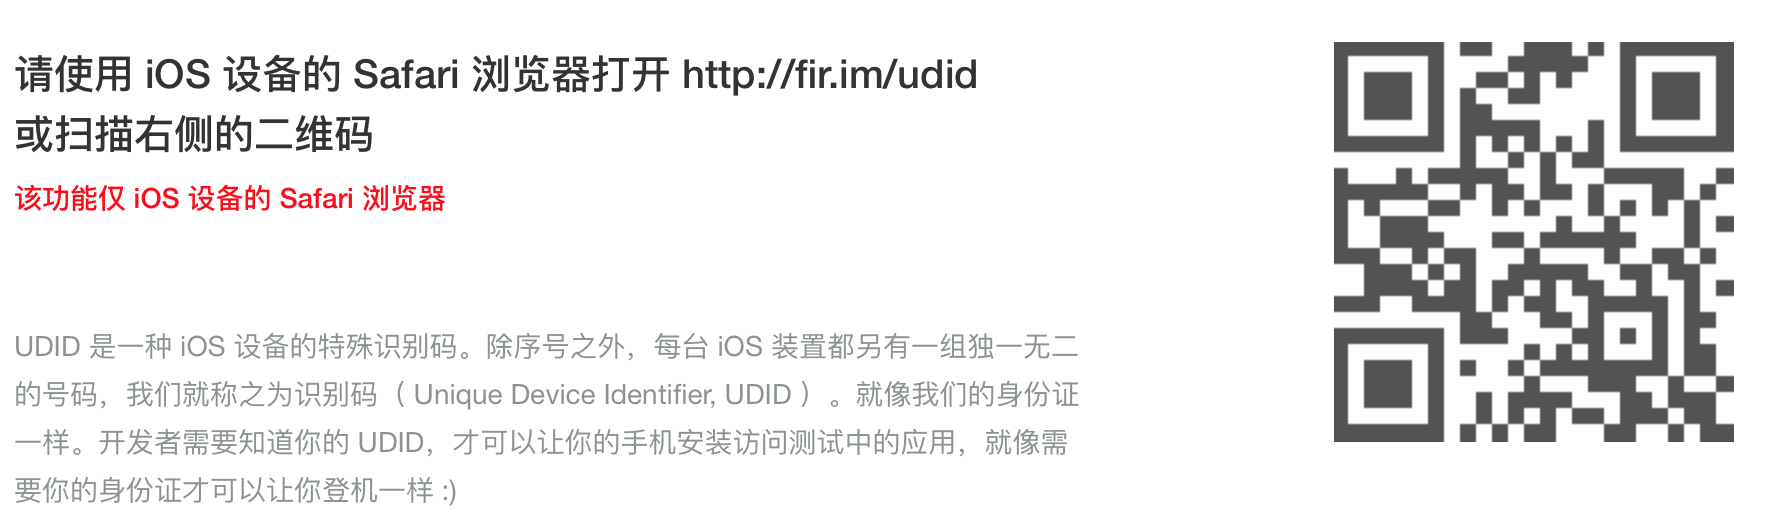 请使用 iOS 设备的 Safari 浏览器打开 http://fir.im/udid
或扫描右侧的二维码
该功能仅 iOS 设备的 Safari 浏览器
UDID 是一种 iOS 设备的特殊识别码。除序号之外，每台 iOS 装置都另有一组独一无二
的号码，我们就称之为识别码（ Unique Device Identifier, UDID ）。就像我们的身份证
一样。开发者需要知道你的 UDID，才可以让你的手机安装访问测试中的应用，就像需
要你的身份证才可以让你登机一样 :)